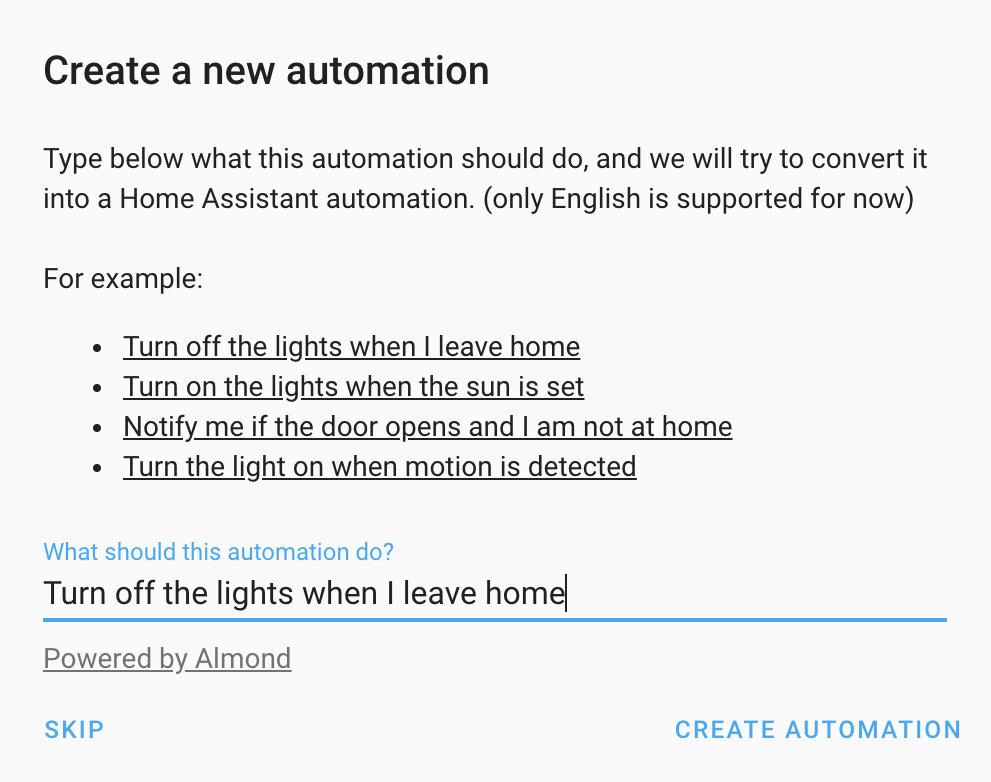 Create a new automation
Type below what this automation should do, and we will try to convert it
into a Home Assistant automation. (only English is supported for now)
For example:
• Turn off the lights when I leave home
• Turn on the lights when the sun is set
• Notify me if the door opens and I am not at home
• Turn the light on when motion is detected
What should this automation do?
Turn off the lights when I leave home
Powered by Almond
SKIP
CREATE AUTOMATION